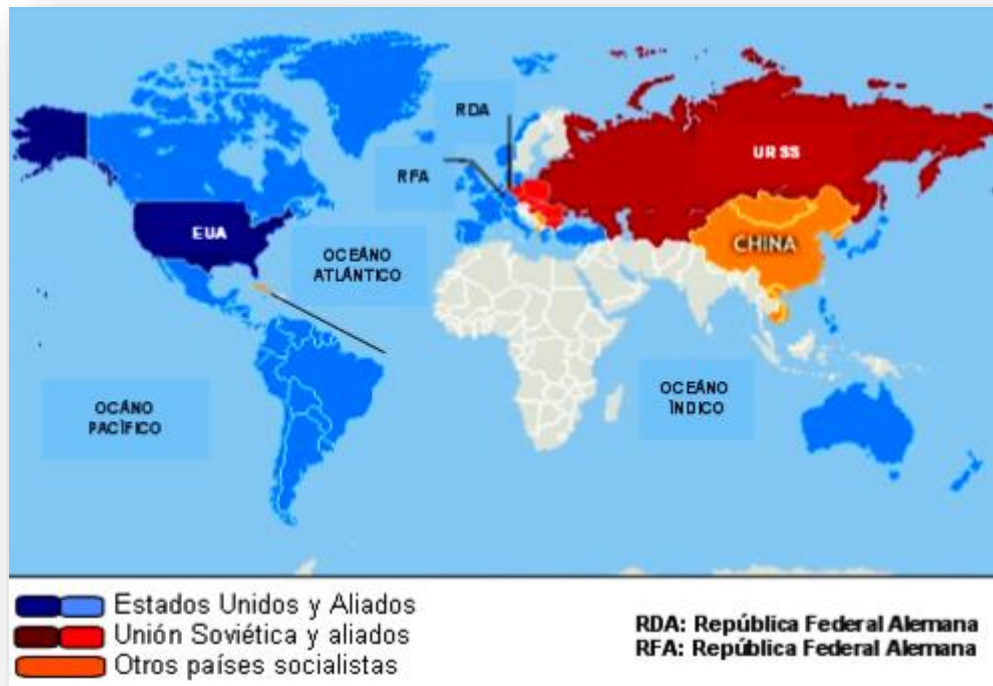 RDA
RFA
URSS
EUA
CHINA
OCEÁNO
ATLÁNTICO
OCÁNO
PACÍFICO
OCEÁNO
ÍNDICO
Estados Unidos y Aliados
Unión Soviética y aliados
Otros países socialistas
RDA: República Federal Alemana
RFA: República Federal Alemana